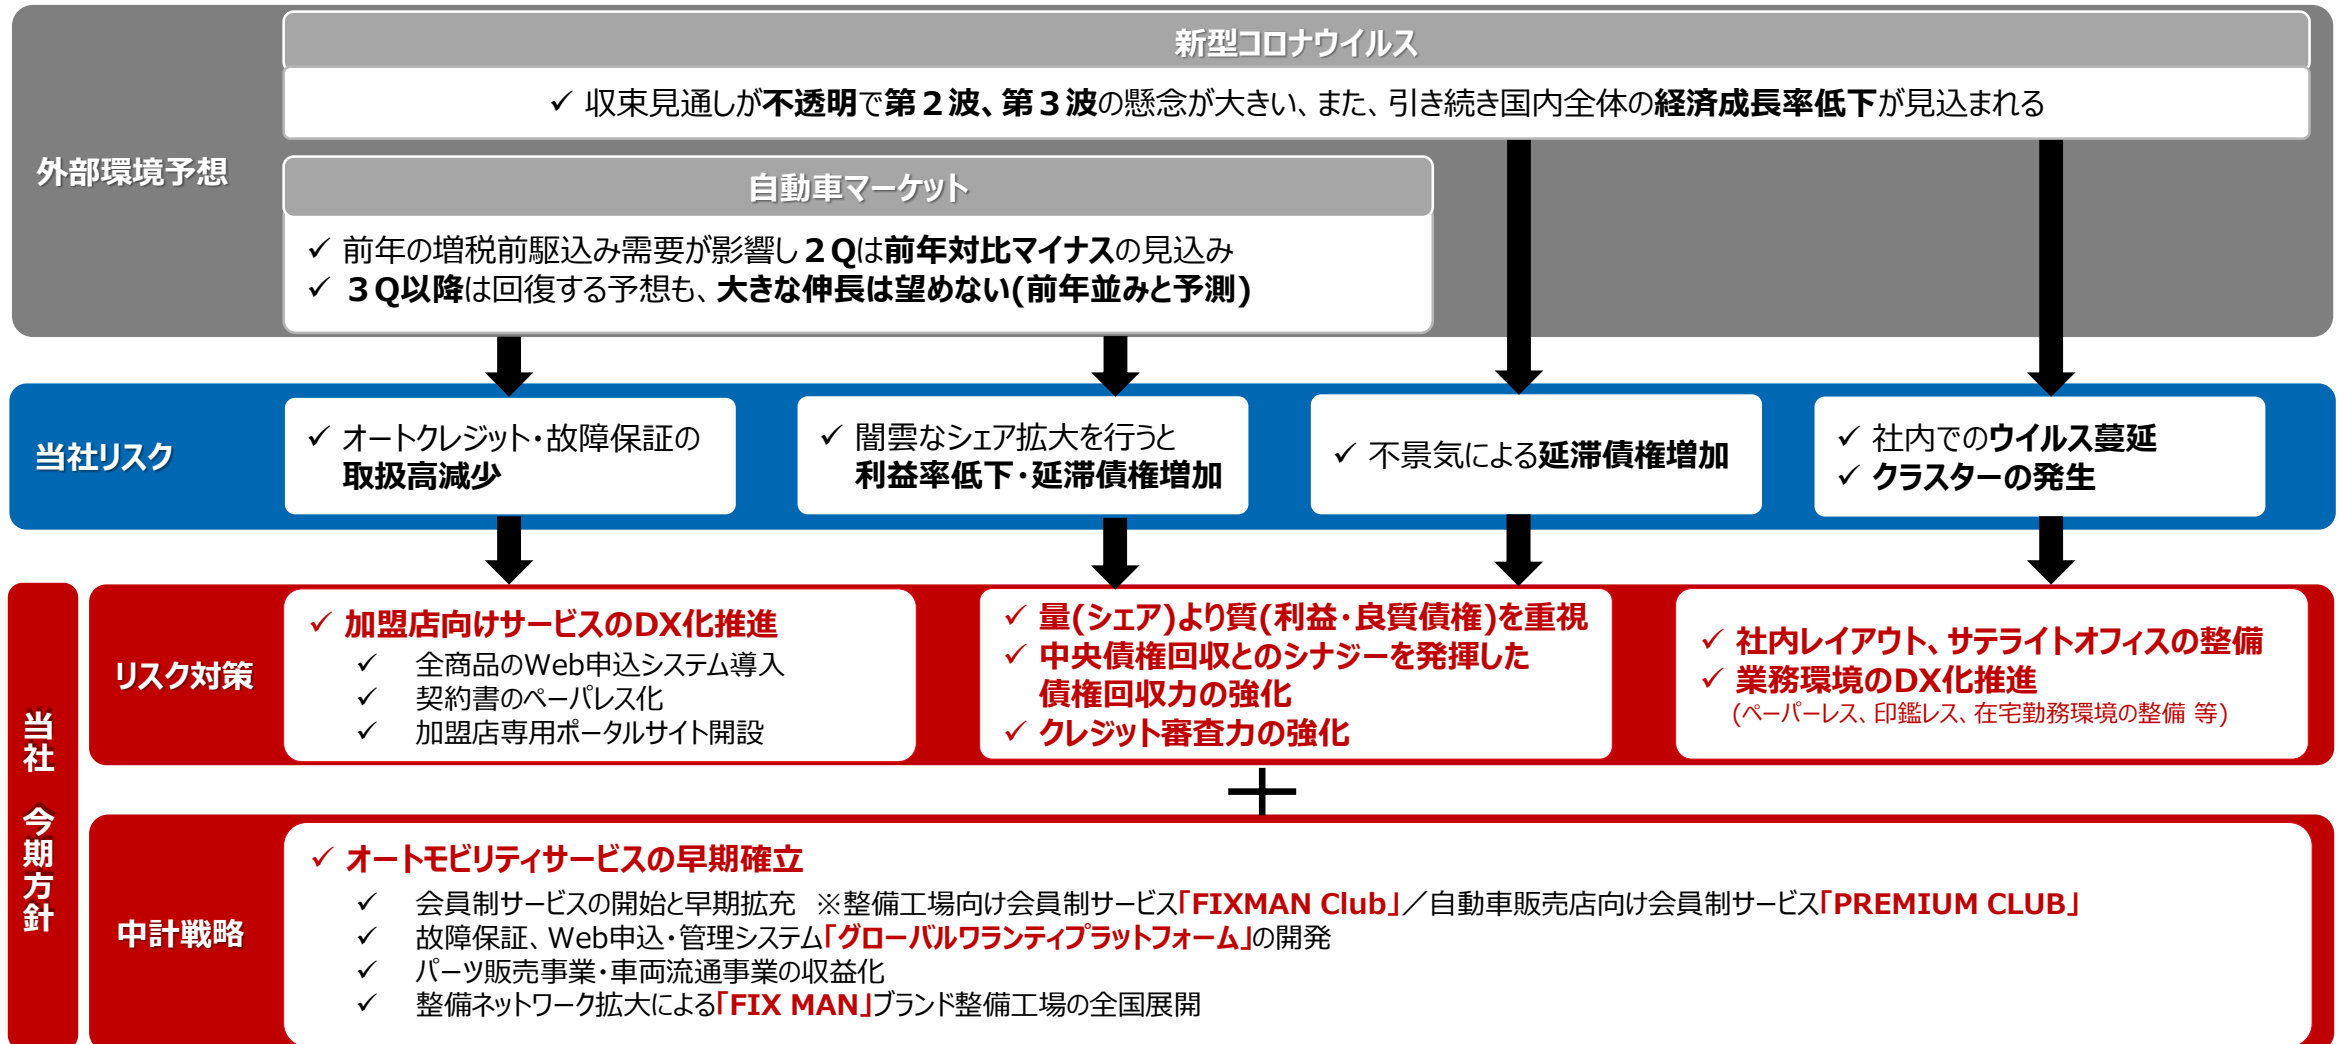 外部環境予想
新型コロナウイルス
✓ 収束見通しが不透明で第２波、第３波の懸念が大きい、また、引き続き国内全体の経済成長率低下が見込まれる
自動車マーケット
✓ 前年の増税前駆込み需要が影響し２Qは前年対比マイナスの見込み
✓ ３Q以降は回復する予想も、大きな伸長は望めない(前年並みと予測)
当社リスク
✓ オートクレジット・故障保証の
取扱高減少
✓ 闇雲なシェア拡大を行うと
利益率低下・延滞債権増加
✓ 不景気による延滞債権増加
✓ 社内でのウイルス蔓延
✓ クラスターの発生
当社 今期方針
リスク対策
✓ 加盟店向けサービスのDX化推進
✓ 全商品のWeb申込システム導入
✓ 契約書のペーパレス化
✓ 加盟店専用ポータルサイト開設
✓ 量(シェア)より質(利益・良質債権)を重視
✓ 中央債権回収とのシナジーを発揮した
債権回収力の強化
✓ クレジット審査力の強化
✓ 社内レイアウト、サテライトオフィスの整備
✓ 業務環境のDX化推進
(ペーパーレス、印鑑レス、在宅勤務環境の整備 等)
中計戦略
✓ オートモビリティサービスの早期確立
✓ 会員制サービスの開始と早期拡充 ※整備工場向け会員制サービス「FIXMAN Club」／自動車販売店向け会員制サービス「PREMIUM CLUB」
✓ 故障保証、Web申込・管理システム「グローバルワランティプラットフォーム」の開発
✓ パーツ販売事業・車両流通事業の収益化
✓ 整備ネットワーク拡大による「FIX MAN」ブランド整備工場の全国展開